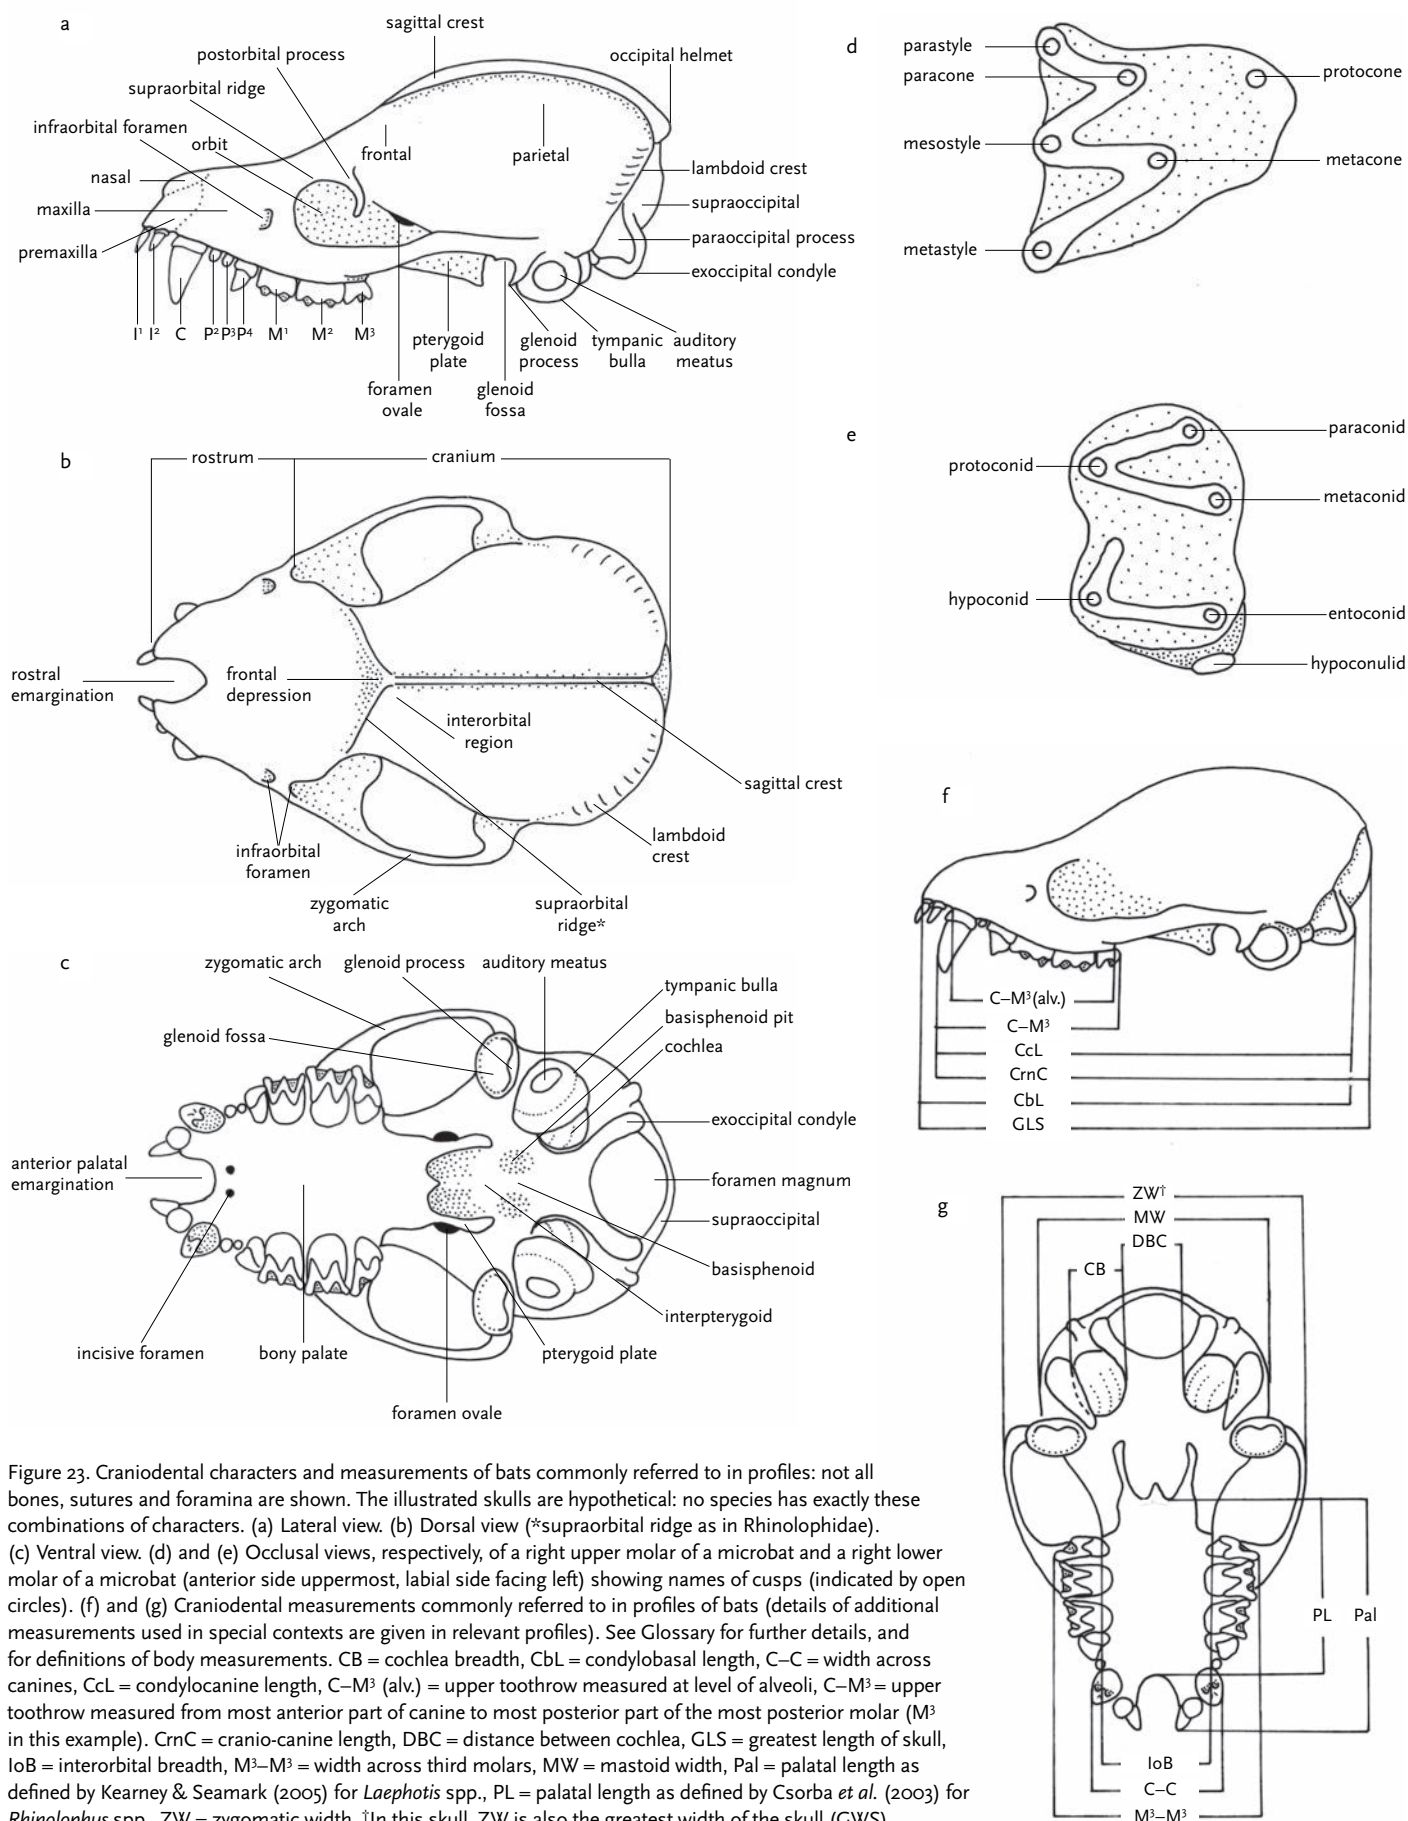 a
sagittal crest
postorbital process
occipital helmet
supraorbital ridge
infraorbital foramen
orbit
frontal
parietal
nasal
lambdoid crest
maxilla
supraoccipital
paraoccipital process
premaxilla
exoccipital condyle
I¹ I² C P² P³ P⁴ M¹ M² M³
pterygoid
plate
glenoid
process
tympanic
bulla
auditory
meatus
foramen
ovale
glenoid
fossa
b
rostrum
cranium
rostral
emargination
frontal
depression
interorbital
region
sagittal crest
lambdoid
crest
infraorbital
foramen
zygomatic
arch
supraorbital
ridge*
c
zygomatic arch
glenoid process
auditory meatus
tympanic bulla
basisphenoid pit
glenoid fossa
cochlea
exoccipital condyle
anterior palatal
emargination
foramen magnum
supraoccipital
basisphenoid
interpterygoid
incisive foramen
bony palate
pterygoid plate
foramen ovale
d
parastyle
paracone
protocone
mesostyle
metacone
metastyle
e
paraconid
protoconid
metaconid
hypoconid
entoconid
hypoconulid
f
C–M³(alv.)
C–M³
CcL
CrnC
CbL
GLS
g
ZW†
MW
DBC
CB
PL
Pal
IoB
C–C
M³–M³
Figure 23. Craniodental characters and measurements of bats commonly referred to in profiles: not all
bones, sutures and foramina are shown. The illustrated skulls are hypothetical: no species has exactly these
combinations of characters. (a) Lateral view. (b) Dorsal view (*supraorbital ridge as in Rhinolophidae).
(c) Ventral view. (d) and (e) Occlusal views, respectively, of a right upper molar of a microbat and a right lower
molar of a microbat (anterior side uppermost, labial side facing left) showing names of cusps (indicated by open
circles). (f) and (g) Craniodental measurements commonly referred to in profiles of bats (details of additional
measurements used in special contexts are given in relevant profiles). See Glossary for further details, and
for definitions of body measurements. CB = cochlea breadth, CbL = condylobasal length, C–C = width across
canines, CcL = condylocanine length, C–M³ (alv.) = upper toothrow measured at level of alveoli, C–M³ = upper
toothrow measured from most anterior part of canine to most posterior part of the most posterior molar (M³
in this example). CrnC = cranio-canine length, DBC = distance between cochlea, GLS = greatest length of skull,
IoB = interorbital breadth, M³–M³ = width across third molars, MW = mastoid width, Pal = palatal length as
defined by Kearney & Seamark (2005) for Laephotis spp., PL = palatal length as defined by Csorba et al. (2003) for
Rhinolophus spp., ZW = zygomatic width. †In this skull, ZW is also the greatest width of the skull (GWS).